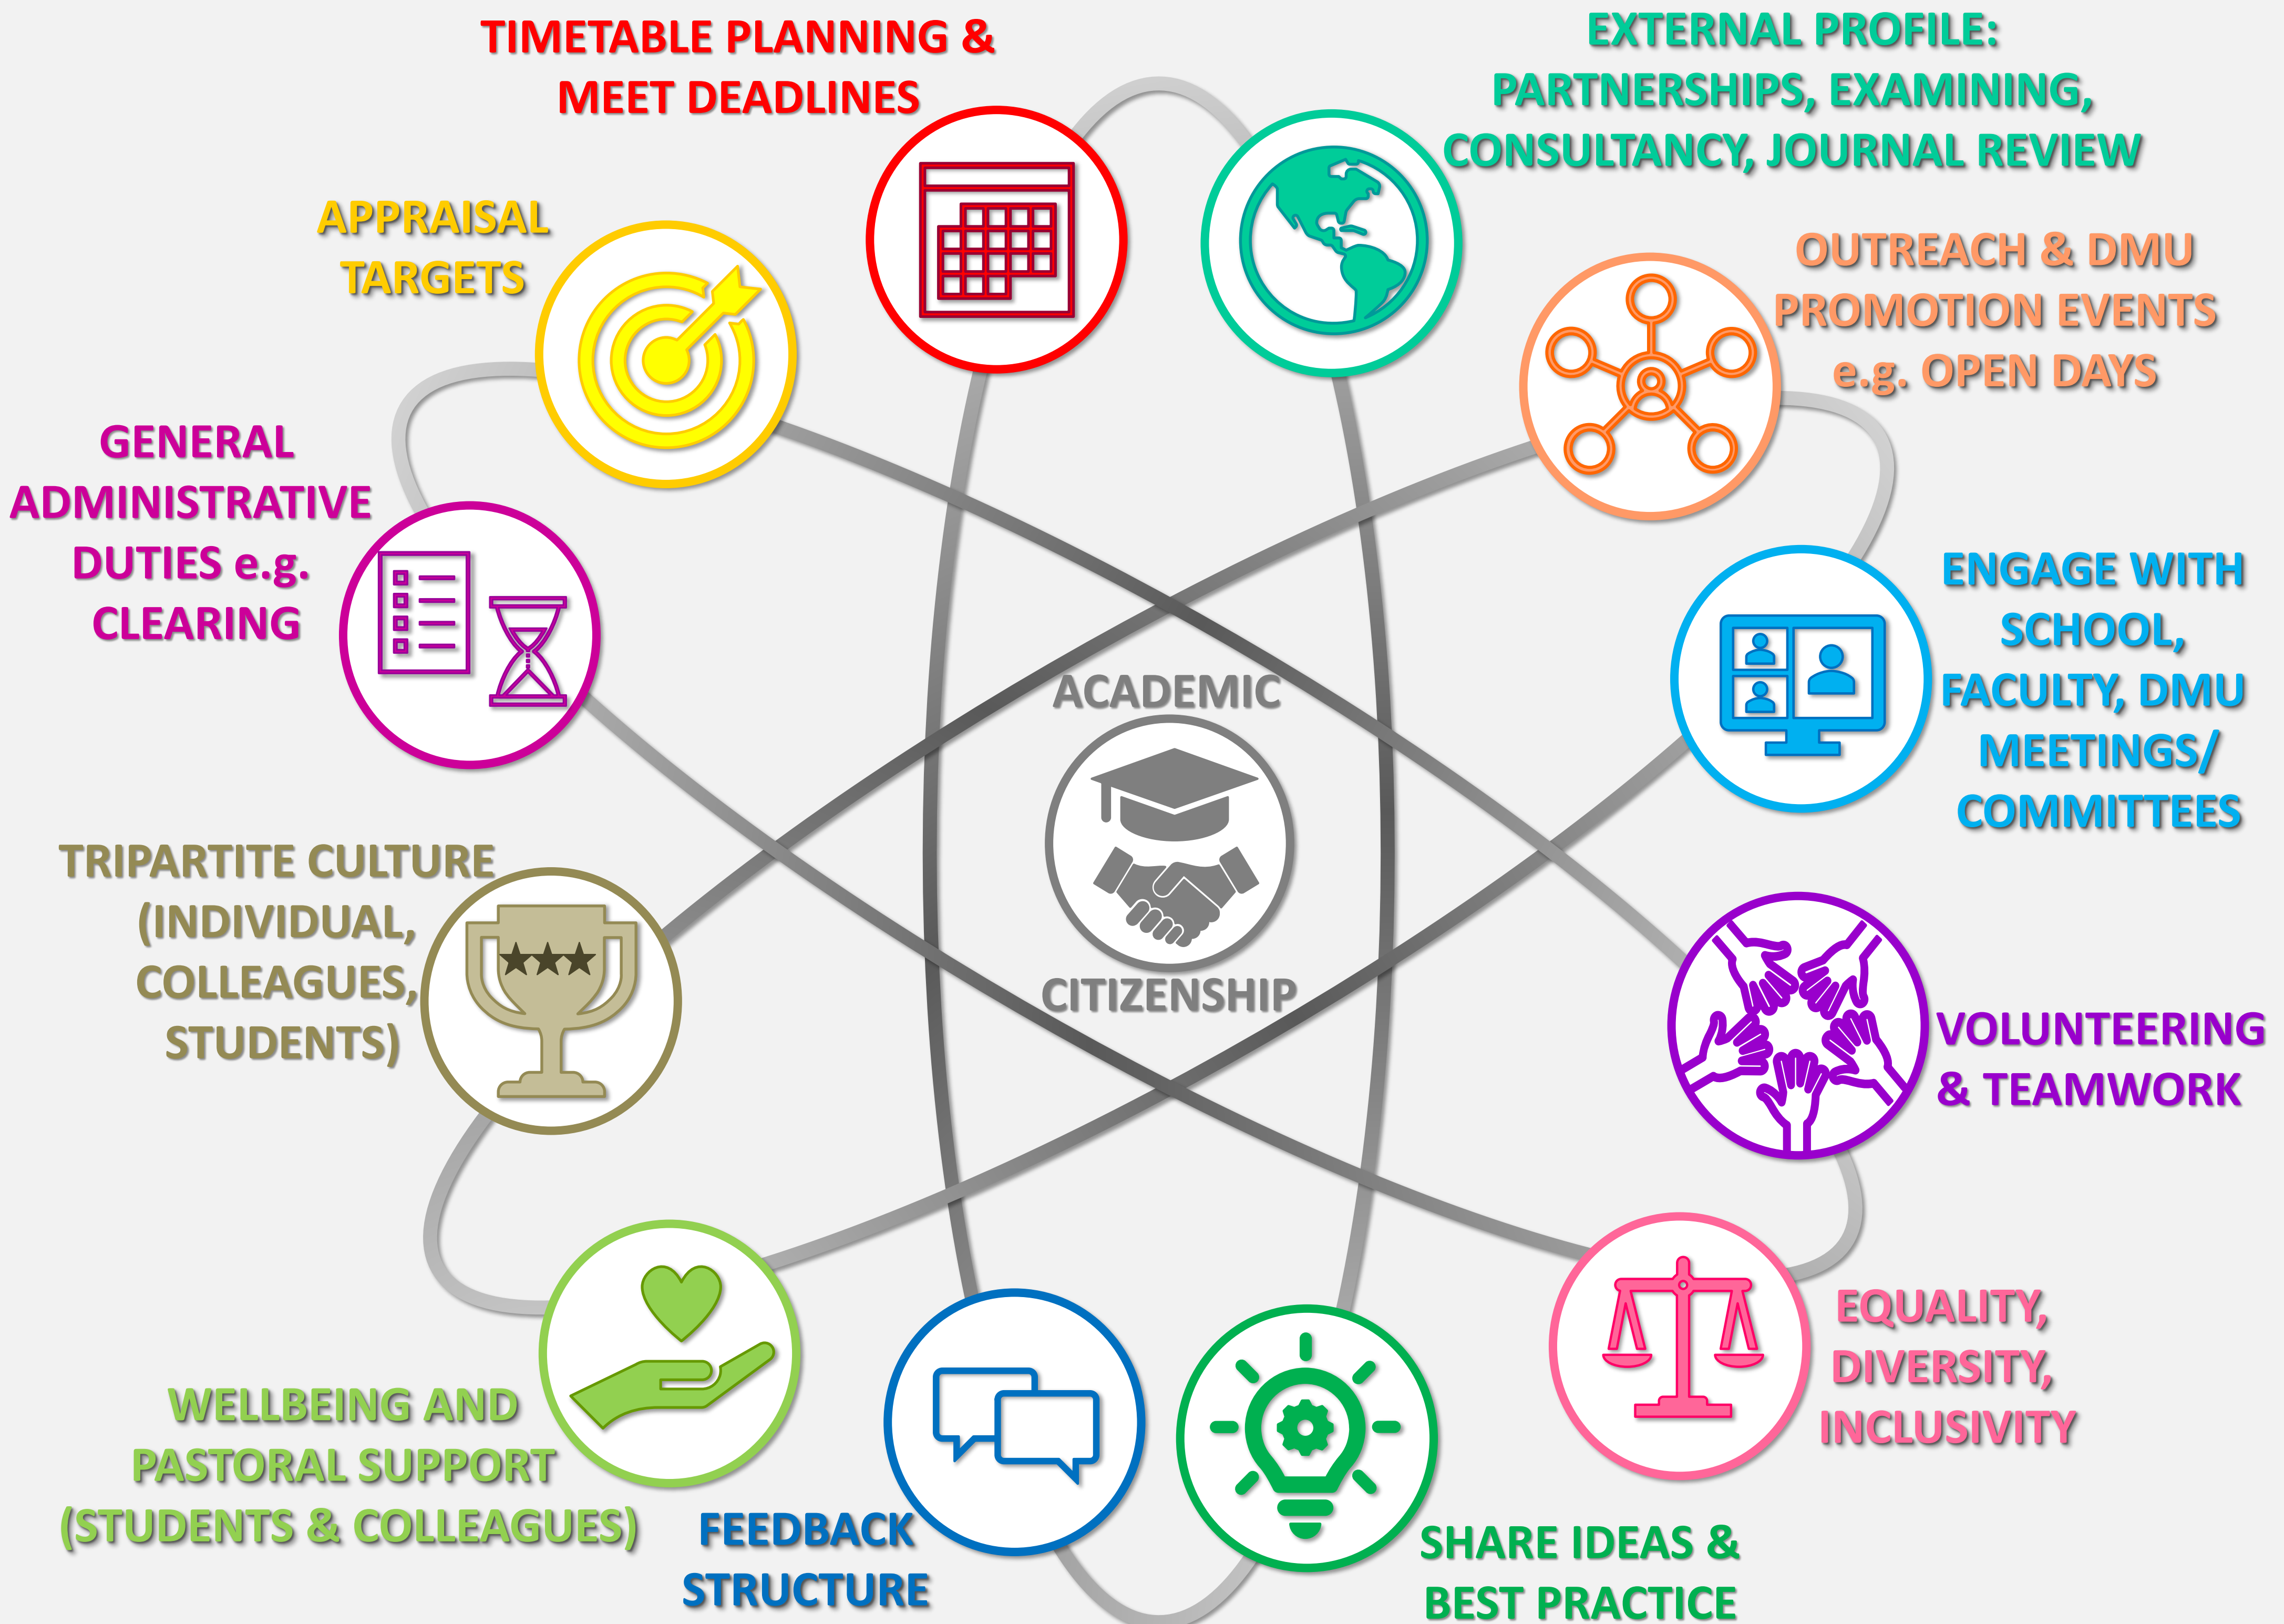 TIMETABLE PLANNING &
MEET DEADLINES
EXTERNAL PROFILE:
PARTNERSHIPS, EXAMINING,
CONSULTANCY, JOURNAL REVIEW
APPRAISAL
TARGETS
OUTREACH & DMU
PROMOTION EVENTS
e.g. OPEN DAYS
GENERAL
ADMINISTRATIVE
DUTIES e.g.
CLEARING
ENGAGE WITH
SCHOOL,
FACULTY, DMU
MEETINGS/
COMMITTEES
ACADEMIC
CITIZENSHIP
TRIPARTITE CULTURE
(INDIVIDUAL,
COLLEAGUES,
STUDENTS)
VOLUNTEERING
& TEAMWORK
WELLBEING AND
PASTORAL SUPPORT
(STUDENTS & COLLEAGUES)
EQUALITY,
DIVERSITY,
INCLUSIVITY
FEEDBACK
STRUCTURE
SHARE IDEAS &
BEST PRACTICE